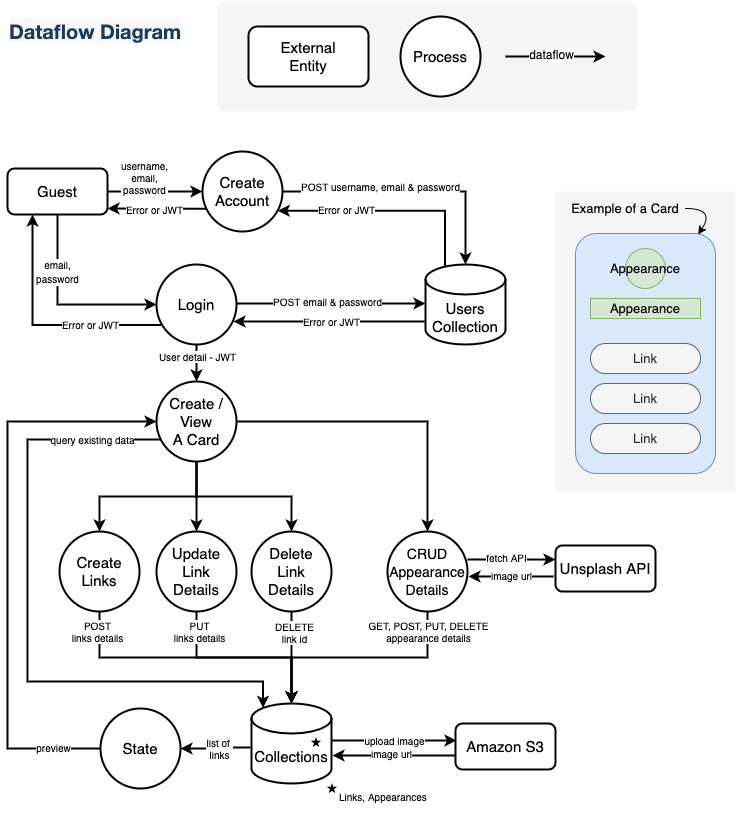 Dataflow Diagram
External
Entity
Process
dataflow
Guest
username,
email,
password
Error or JWT
Create
Account
POST username, email & password
Error or JWT
email,
password
Error or JWT
Login
POST email & password
Error or JWT
Users
Collection
User detail - JWT
Example of a Card
Appearance
Appearance
Link
Link
Link
Create /
View
A Card
query existing data
Create
Links
Update
Link
Details
Delete
Link
Details
CRUD
Appearance
Details
fetch API
image url
Unsplash API
POST
links details
PUT
links details
DELETE
link id
GET, POST, PUT, DELETE
appearance details
preview
State
list of
links
Collections
★
upload image
image url
Amazon S3
★ Links, Appearances